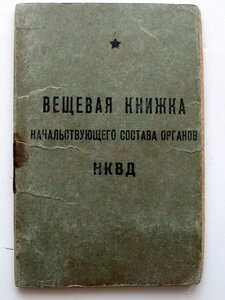 ВЕЩЕВАЯ КНИЖКА
НАЧАЛЬСТВУЮЩЕГО СОСТАВА ОРГАНОВ
НКВД